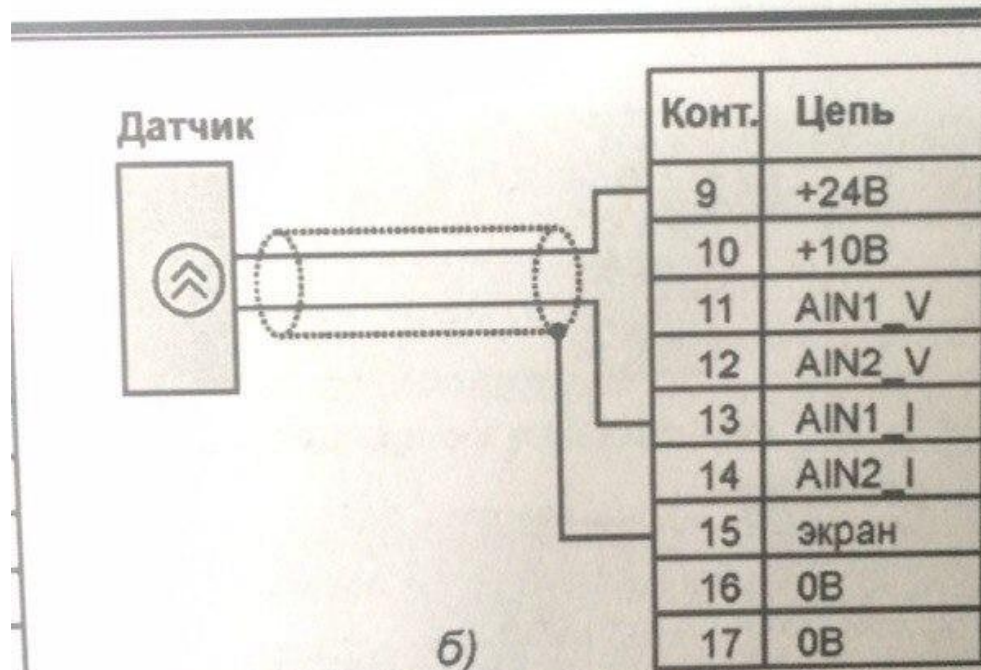 Датчик
Конт. Цепь
9 +24В
10 +10В
11 AIN1_V
12 AIN2_V
13 AIN1_I
14 AIN2_I
15 экран
16 0В
17 0В
б)